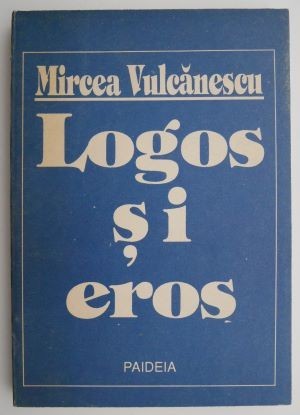 Mircea Vulcănescu
Logos
și
eros
PAIDEIA